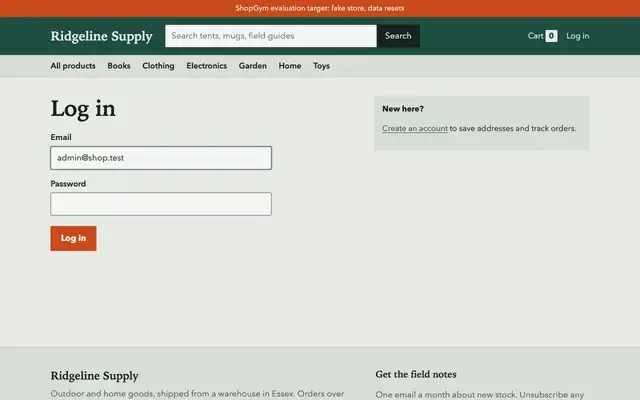 ShopGym evaluation target: fake store, data resets
Ridgeline Supply
Search tents, mugs, field guides
Search
Cart 0
Log in
All products
Books
Clothing
Electronics
Garden
Home
Toys
Log in
Email
admin@shop.test
Password
Log in
New here?
Create an account to save addresses and track orders.
Ridgeline Supply
Outdoor and home goods, shipped from a warehouse in Essex. Orders over
Get the field notes
One email a month about new stock. Unsubscribe any